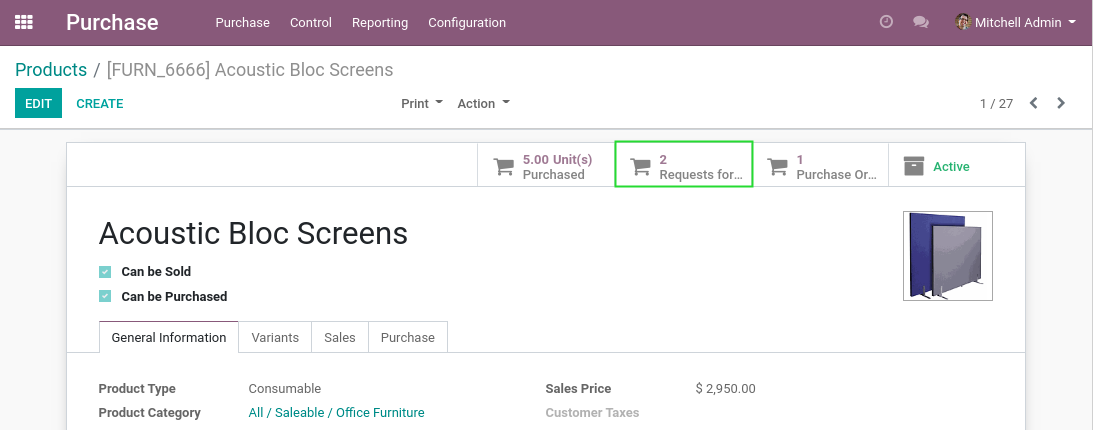 Purchase Purchase Control Reporting Configuration Mitchell Admin
Products / [FURN_6666] Acoustic Bloc Screens
EDIT CREATE Print Action 1 / 27
5.00 Unit(s) 2 1
Purchased Requests for... Purchase Or... Active
Acoustic Bloc Screens
Can be Sold
Can be Purchased
General Information Variants Sales Purchase
Product Type Consumable Sales Price $ 2,950.00
Product Category All / Saleable / Office Furniture Customer Taxes